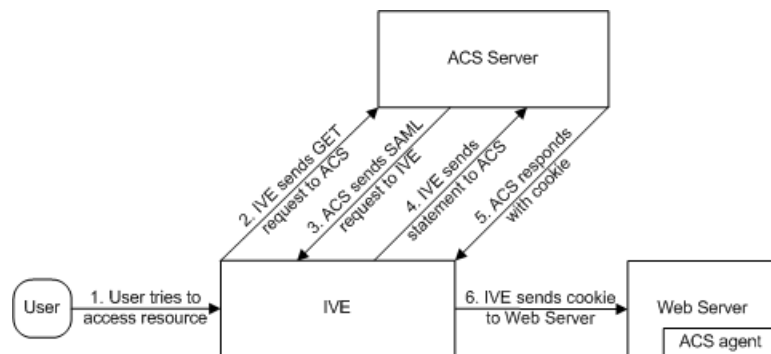 ACS Server
2. IVE sends GET
request to ACS
3. ACS sends SAML
request to IVE
4. IVE sends
statement to ACS
5. ACS responds
with cookie
User
1. User tries to
access resource
IVE
6. IVE sends cookie
to Web Server
Web Server
ACS agent